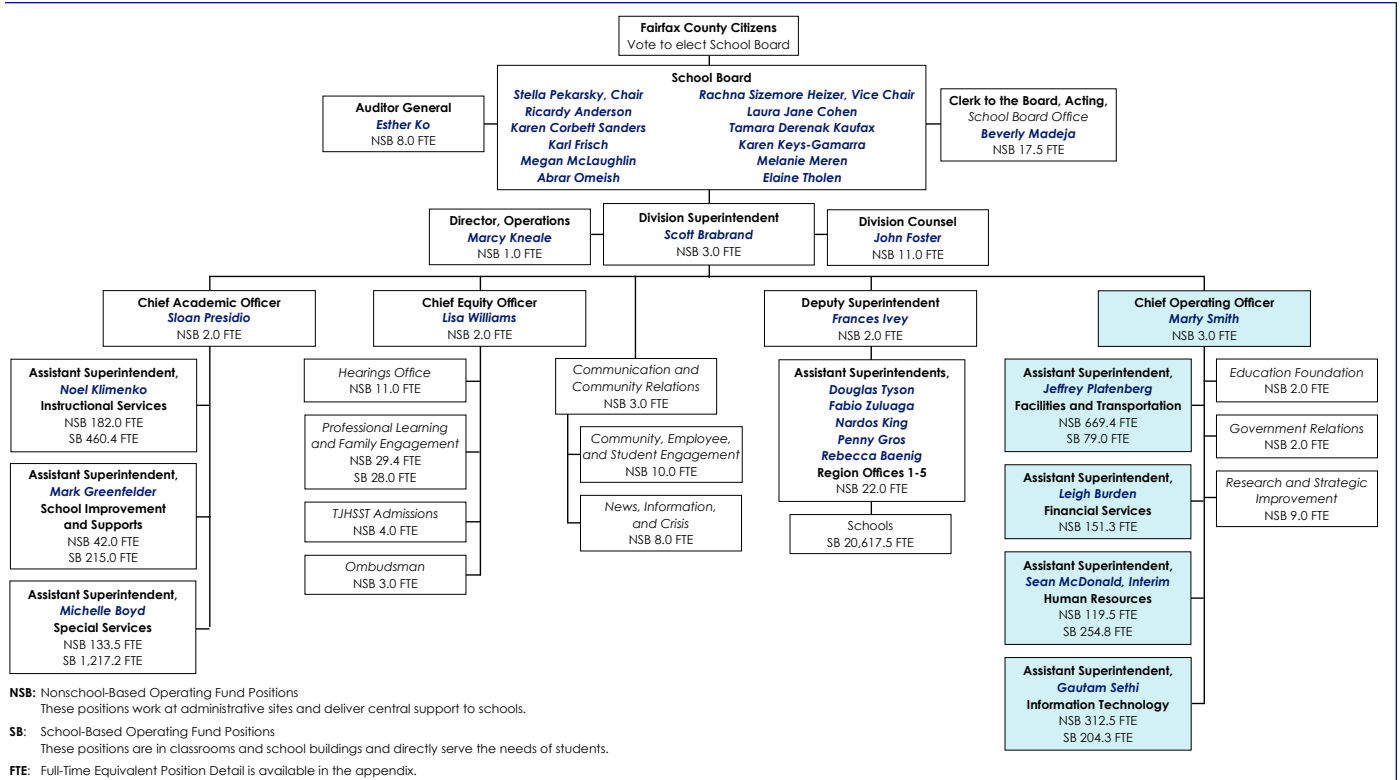 Fairfax County Citizens
Vote to elect School Board
School Board
Stella Pekarsky, Chair
Ricardy Anderson
Karen Corbett Sanders
Karl Frisch
Megan McLaughlin
Abrar Omeish
Rachna Sizemore Heizer, Vice Chair
Laura Jane Cohen
Tamara Derenak Kaufax
Karen Keys-Gamarra
Melanie Meren
Elaine Tholen
Auditor General
Esther Ko
NSB 8.0 FTE
Clerk to the Board, Acting,
School Board Office
Beverly Madeja
NSB 17.5 FTE
Director, Operations
Marcy Kneale
NSB 1.0 FTE
Division Superintendent
Scott Brabrand
NSB 3.0 FTE
Division Counsel
John Foster
NSB 11.0 FTE
Chief Academic Officer
Sloan Presidio
NSB 2.0 FTE
Assistant Superintendent,
Noel Klimenko
Instructional Services
NSB 182.0 FTE
SB 460.4 FTE
Assistant Superintendent,
Mark Greenfelder
School Improvement
and Supports
NSB 42.0 FTE
SB 215.0 FTE
Assistant Superintendent,
Michelle Boyd
Special Services
NSB 133.5 FTE
SB 1,217.2 FTE
Chief Equity Officer
Lisa Williams
NSB 2.0 FTE
Hearings Office
NSB 11.0 FTE
Professional Learning
and Family Engagement
NSB 29.4 FTE
SB 28.0 FTE
TJHSST Admissions
NSB 4.0 FTE
Ombudsman
NSB 3.0 FTE
Communication and
Community Relations
NSB 3.0 FTE
Community, Employee,
and Student Engagement
NSB 10.0 FTE
News, Information,
and Crisis
NSB 8.0 FTE
Deputy Superintendent
Frances Ivey
NSB 2.0 FTE
Assistant Superintendents,
Douglas Tyson
Fabio Zuluaga
Nardos King
Penny Gros
Rebecca Baenig
Region Offices 1-5
NSB 22.0 FTE
Schools
SB 20,617.5 FTE
Chief Operating Officer
Marty Smith
NSB 3.0 FTE
Assistant Superintendent,
Jeffrey Platenberg
Facilities and Transportation
NSB 669.4 FTE
SB 79.0 FTE
Assistant Superintendent,
Leigh Burden
Financial Services
NSB 151.3 FTE
Assistant Superintendent,
Sean McDonald, Interim
Human Resources
NSB 119.5 FTE
SB 254.8 FTE
Assistant Superintendent,
Gautam Sethi
Information Technology
NSB 312.5 FTE
SB 204.3 FTE
Education Foundation
NSB 2.0 FTE
Government Relations
NSB 2.0 FTE
Research and Strategic
Improvement
NSB 9.0 FTE
NSB: Nonschool-Based Operating Fund Positions
These positions work at administrative sites and deliver central support to schools.
SB: School-Based Operating Fund Positions
These positions are in classrooms and school buildings and directly serve the needs of students.
FTE: Full-Time Equivalent Position Detail is available in the appendix.